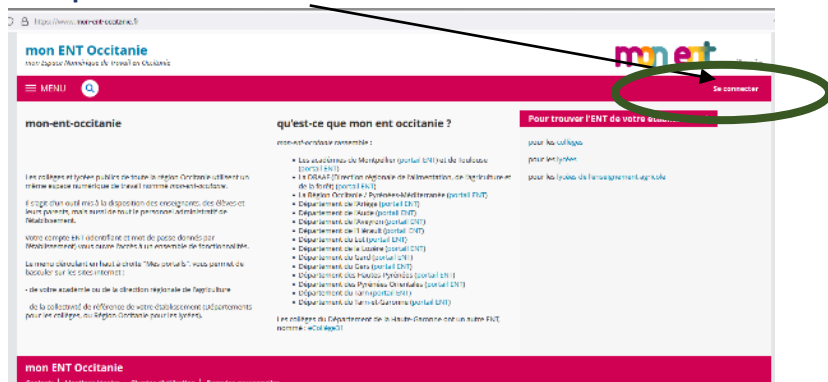 https://www.mon-ent-occitanie.fr
mon ENT Occitanie
mon Espace Numérique de travail en Occitanie
mon ent
MENU
Se connecter
mon-ent-occitanie
Les collèges et lycées publics de toute la région Occitanie utilisent un
même espace numérique de travail nommé mon-ent-occitanie.
Il s'agit d'un outil mis à la disposition des enseignants, des élèves et
leurs parents, mais aussi de tout le personnel administratif de
l'établissement.
Votre compte ENT (identifiant et mot de passe donnés par
l'établissement) vous ouvre l'accès à un ensemble de fonctionnalités.
Le menu déroulant en haut à droite "Mes portails", vous permet de
basculer sur les sites internet :
- de votre académie ou de la direction régionale de l'agriculture
- de la collectivité de référence de votre établissement (départements
pour les collèges, ou Région Occitanie pour les lycées).
qu'est-ce que mon ent occitanie ?
mon-ent-occitanie rassemble :
• Les académies de Montpellier (portail ENT) et de Toulouse
(portail ENT)
• La DRAAF (Direction régionale de l'alimentation, de l'agriculture et
de la forêt) (portail ENT)
• La Région Occitanie / Pyrénées-Méditerranée (portail ENT)
• Département de l'Ariège (portail ENT)
• Département de l'Aude (portail ENT)
• Département de l'Aveyron (portail ENT)
• Département de l'Hérault (portail ENT)
• Département du Lot (portail ENT)
• Département de la Lozère (portail ENT)
• Département du Gard (portail ENT)
• Département du Gers (portail ENT)
• Département des Hautes-Pyrénées (portail ENT)
• Département des Pyrénées Orientales (portail ENT)
• Département du Tarn (portail ENT)
• Département du Tarn-et-Garonne (portail ENT)
Les collèges du Département de la Haute-Garonne ont un autre ENT,
nommé : eCollège31
Pour trouver l'ENT de votre
pour les collèges
pour les lycées
pour les lycées de l'enseignement agricole
mon ENT Occitanie